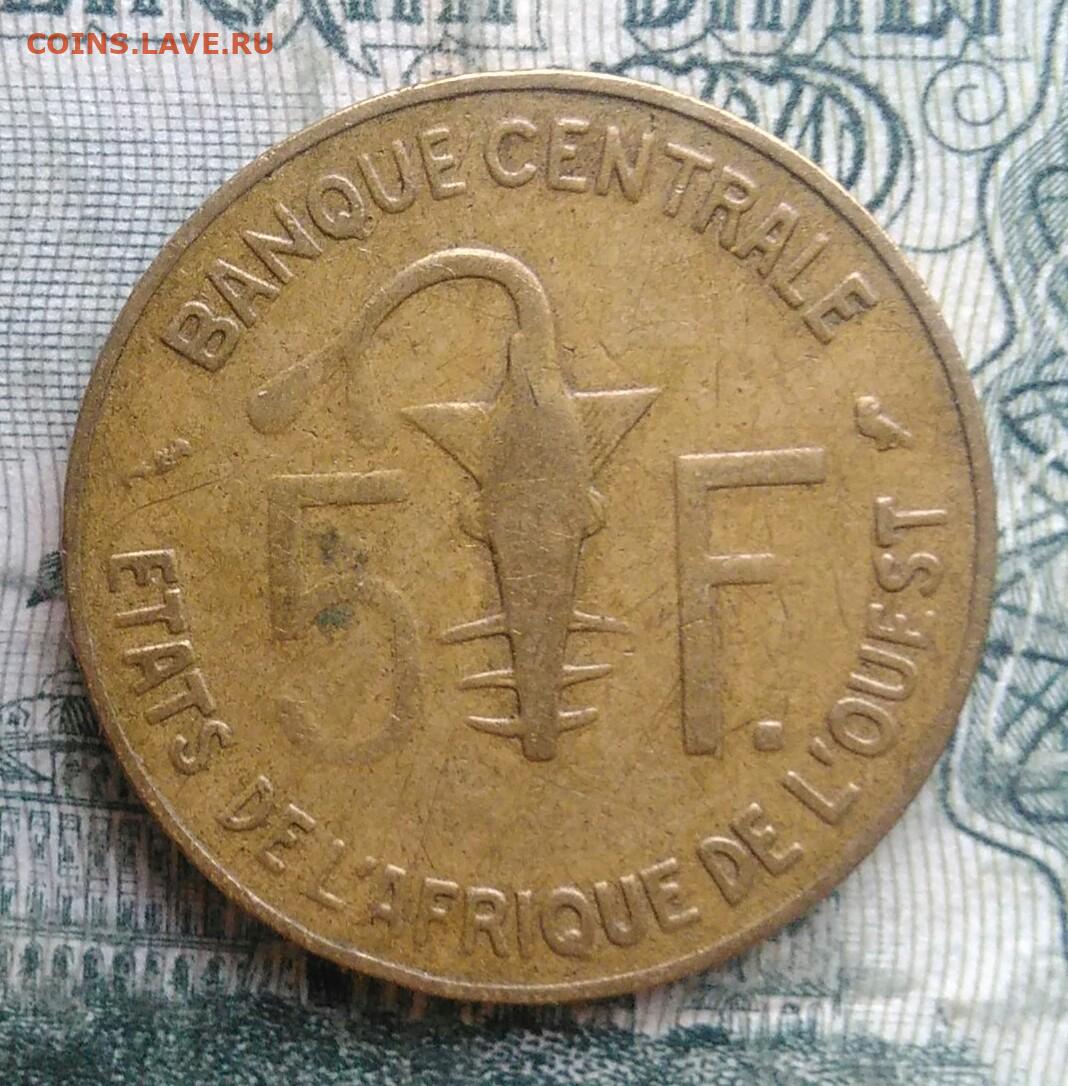 COINS.LAVE.RU
BANQUE CENTRALE
5 F.
ETATS DE L'AFRIQUE DE L'OUEST